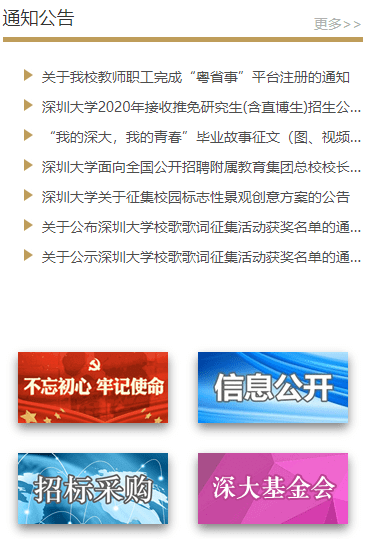 通知公告
更多>>
关于我校教师职工完成“粤省事”平台注册的通知
深圳大学2020年接收推免研究生(含直博生)招生公...
“我的深大，我的青春”毕业故事征文（图、视频...
深圳大学面向全国公开招聘附属教育集团总校校长...
深圳大学关于征集校园标志性景观创意方案的公告
关于公布深圳大学校歌歌词征集活动获奖名单的通...
关于公示深圳大学校歌歌词征集活动获奖名单的通...
不忘初心 牢记使命
信息公开
招标采购
深大基金会